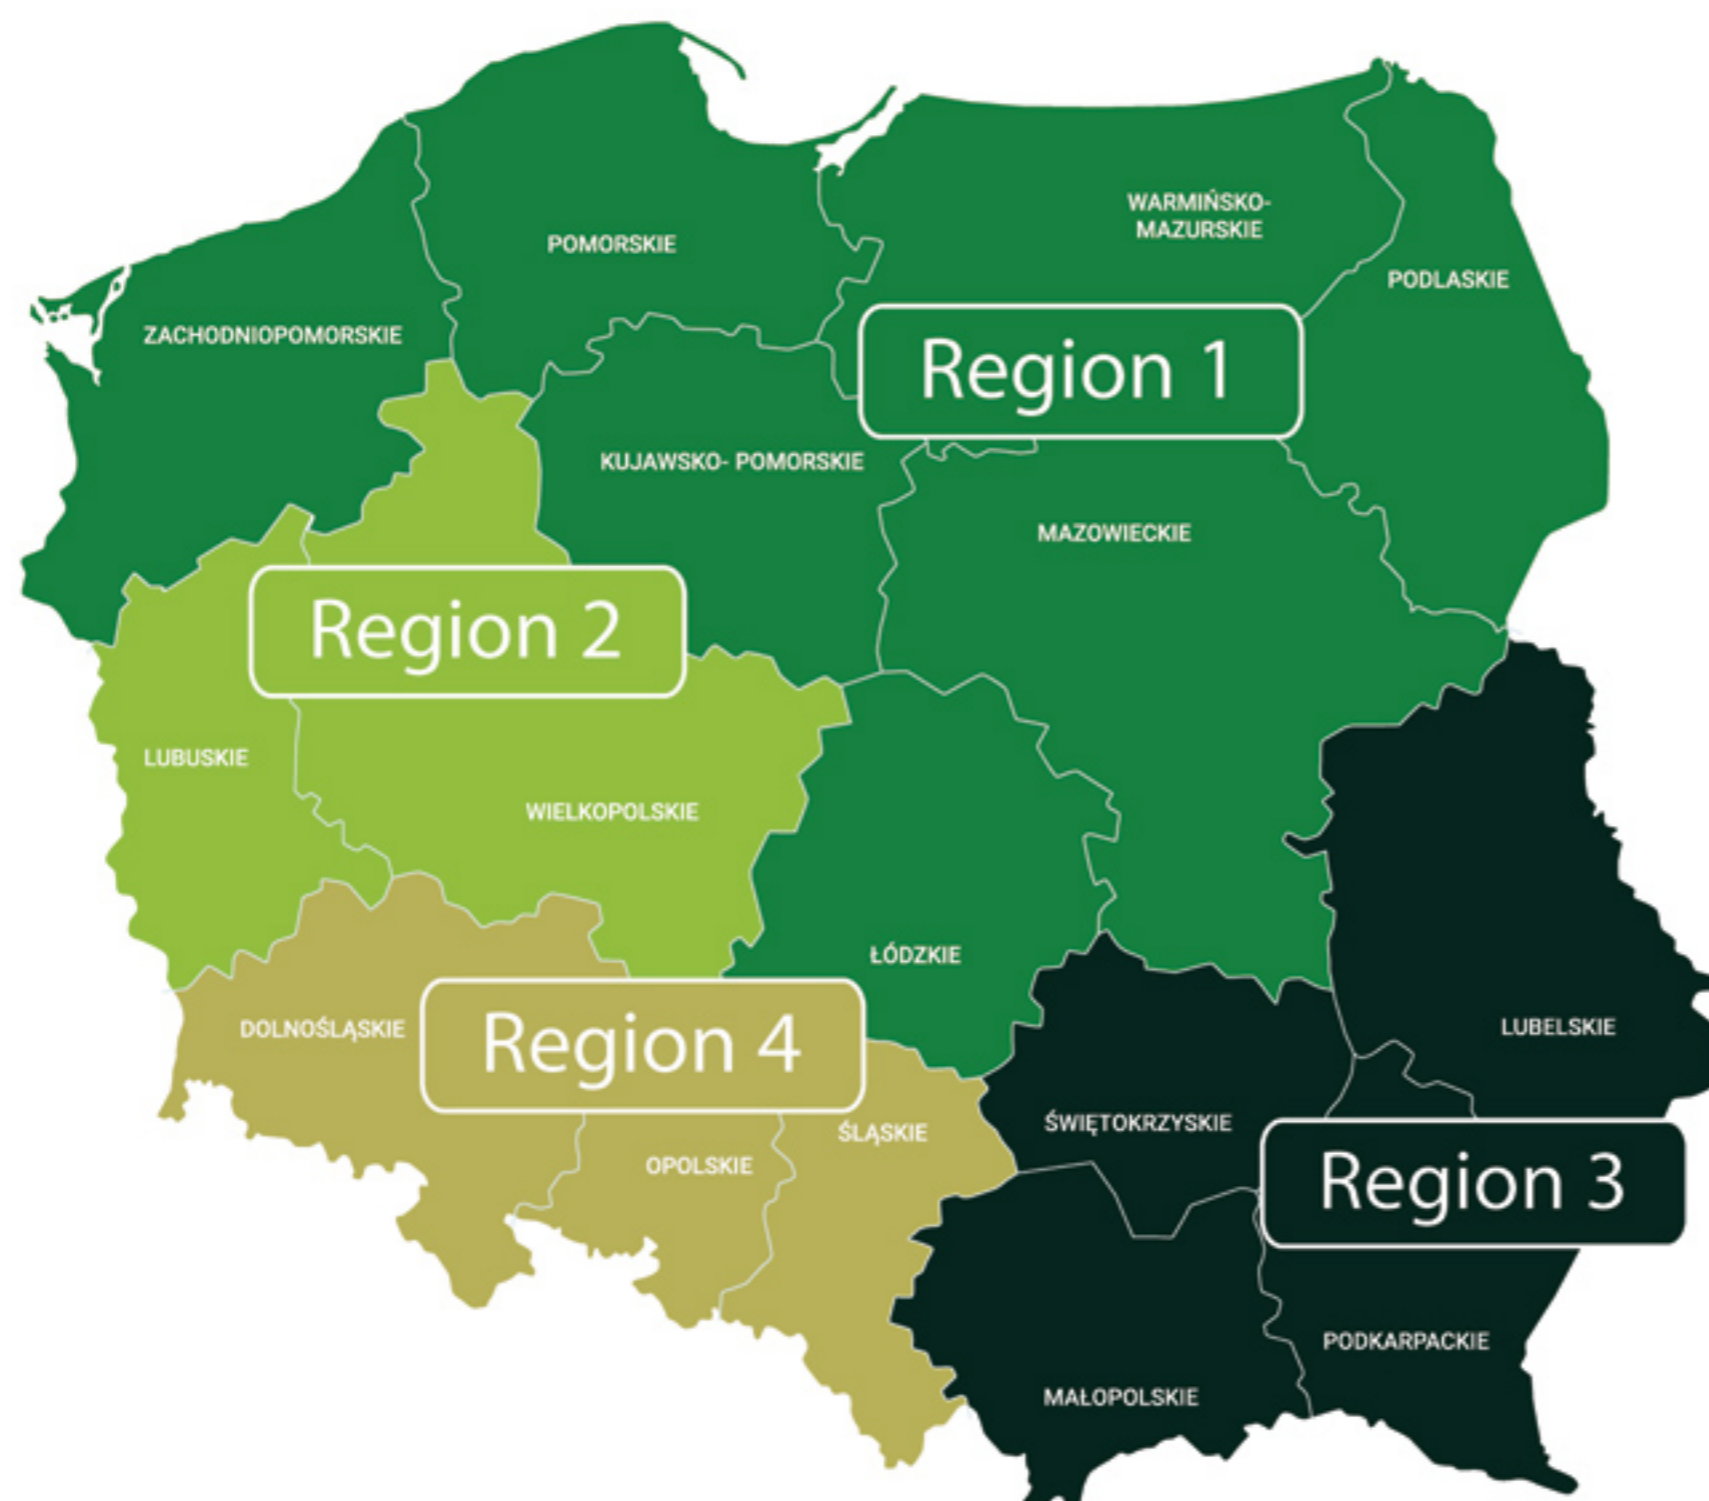 WARMIŃSKO-
MAZURSKIE
POMORSKIE
PODLASKIE
ZACHODNIOPOMORSKIE
Region 1
KUJAWSKO- POMORSKIE
MAZOWIECKIE
Region 2
LUBUSKIE
WIELKOPOLSKIE
ŁÓDZKIE
DOLNOŚLĄSKIE
Region 4
LUBELSKIE
ŚWIĘTOKRZYSKIE
ŚLĄSKIE
OPOLSKIE
Region 3
PODKARPACKIE
MAŁOPOLSKIE